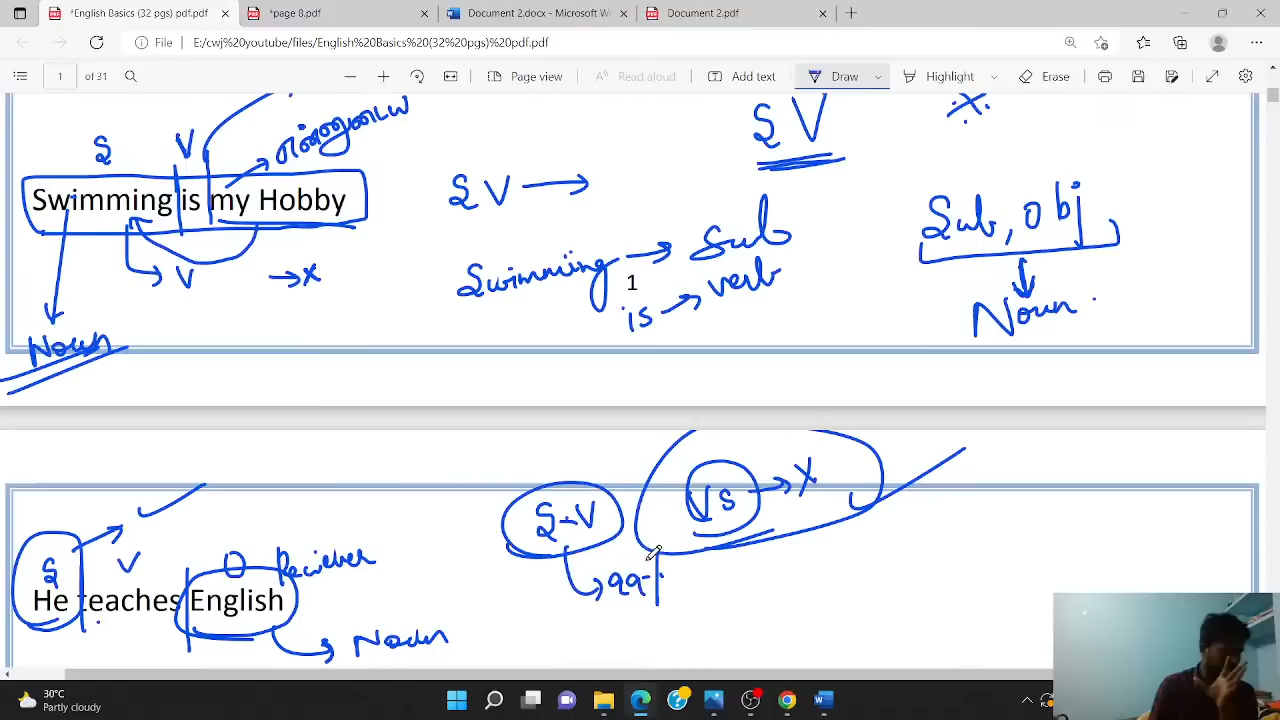 *English Basics (32 pgs) pdf.pdf
*page 8.pdf
Document 2.docx - Microsoft W
Document 2.pdf
File E:/cwj%20youtube/files/English%20Basics%20(32%20pgs)%20pdf.pdf
1 of 31
Page view
Read aloud
Add text
Draw
Highlight
Erase
S V
S V
Swimming is my Hobby
S V
Sub, obj
V
X
Swimming Sub
1
is verb
Noun
Noun
S-V
VS X
S V O Reciever
He teaches English
Noun
30°C
Partly cloudy